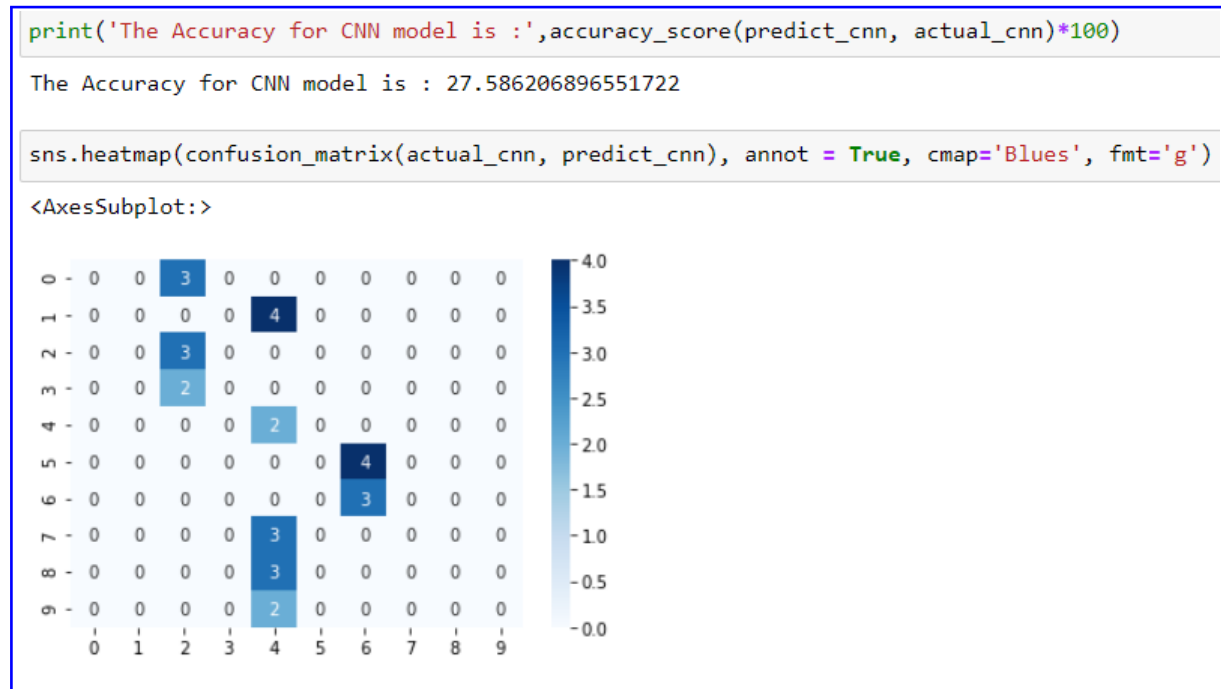 print('The Accuracy for CNN model is :',accuracy_score(predict_cnn, actual_cnn)*100)
The Accuracy for CNN model is : 27.586206896551722
sns.heatmap(confusion_matrix(actual_cnn, predict_cnn), annot = True, cmap='Blues', fmt='g')
<AxesSubplot:>
0 - 0 0 3 0 0 0 0 0 0 0
1 - 0 0 0 0 4 0 0 0 0 0
2 - 0 0 3 0 0 0 0 0 0 0
3 - 0 0 2 0 0 0 0 0 0 0
4 - 0 0 0 0 2 0 0 0 0 0
5 - 0 0 0 0 0 0 4 0 0 0
6 - 0 0 0 0 0 0 3 0 0 0
7 - 0 0 0 0 3 0 0 0 0 0
8 - 0 0 0 0 3 0 0 0 0 0
9 - 0 0 0 0 2 0 0 0 0 0
0 1 2 3 4 5 6 7 8 9
4.0
3.5
3.0
2.5
2.0
1.5
1.0
0.5
0.0